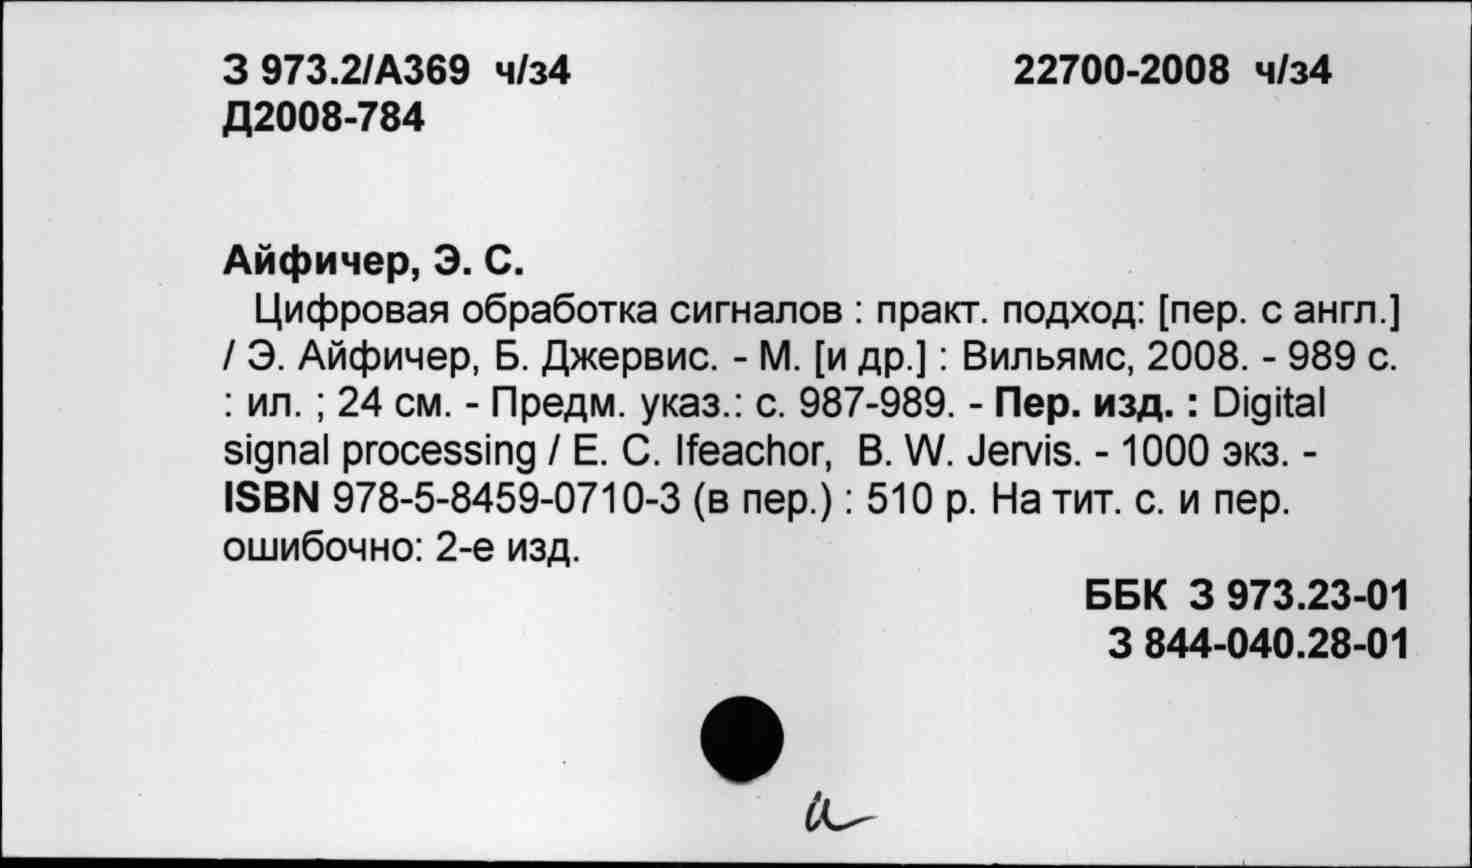 З 973.2/А369 ч/з4 22700-2008 ч/з4
Д2008-784
Айфичер, Э. С.
Цифровая обработка сигналов : практ. подход: [пер. с англ.]
/ Э. Айфичер, Б. Джервис. - М. [и др.] : Вильямс, 2008. - 989 с.
: ил. ; 24 см. - Предм. указ.: с. 987-989. - Пер. изд. : Digital
signal processing / E. C. Ifeachor, B. W. Jervis. - 1000 экз. -
ISBN 978-5-8459-0710-3 (в пер.) : 510 р. На тит. с. и пер.
ошибочно: 2-е изд.
ББК З 973.23-01
З 844-040.28-01